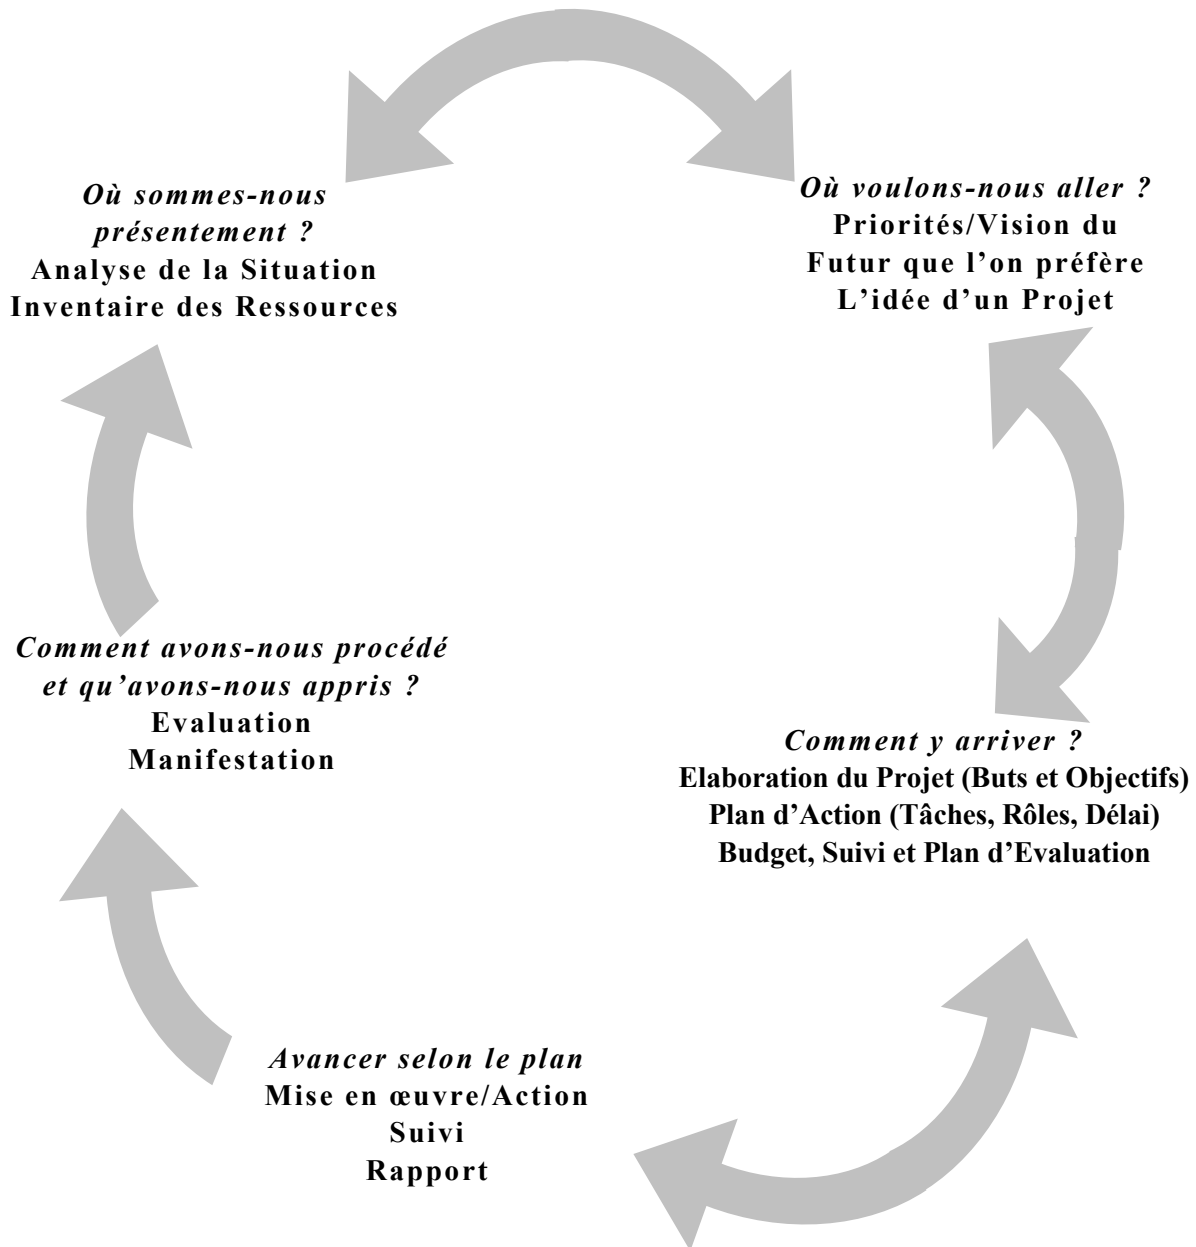 Où sommes-nous
présentement ?
Analyse de la Situation
Inventaire des Ressources
Où voulons-nous aller ?
Priorités/Vision du
Futur que l’on préfère
L’idée d’un Projet
Comment y arriver ?
Elaboration du Projet (Buts et Objectifs)
Plan d’Action (Tâches, Rôles, Délai)
Budget, Suivi et Plan d’Evaluation
Avancer selon le plan
Mise en œuvre/Action
Suivi
Rapport
Comment avons-nous procédé
et qu’avons-nous appris ?
Evaluation
Manifestation